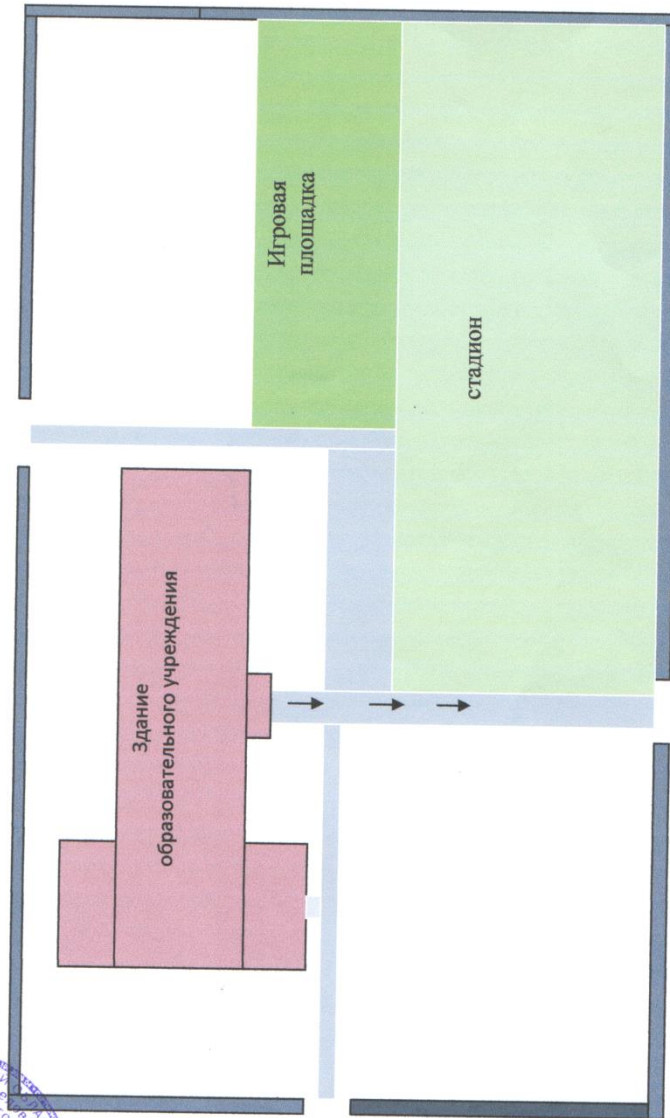 Здание
образовательного учреждения
Игровая
площадка
стадион